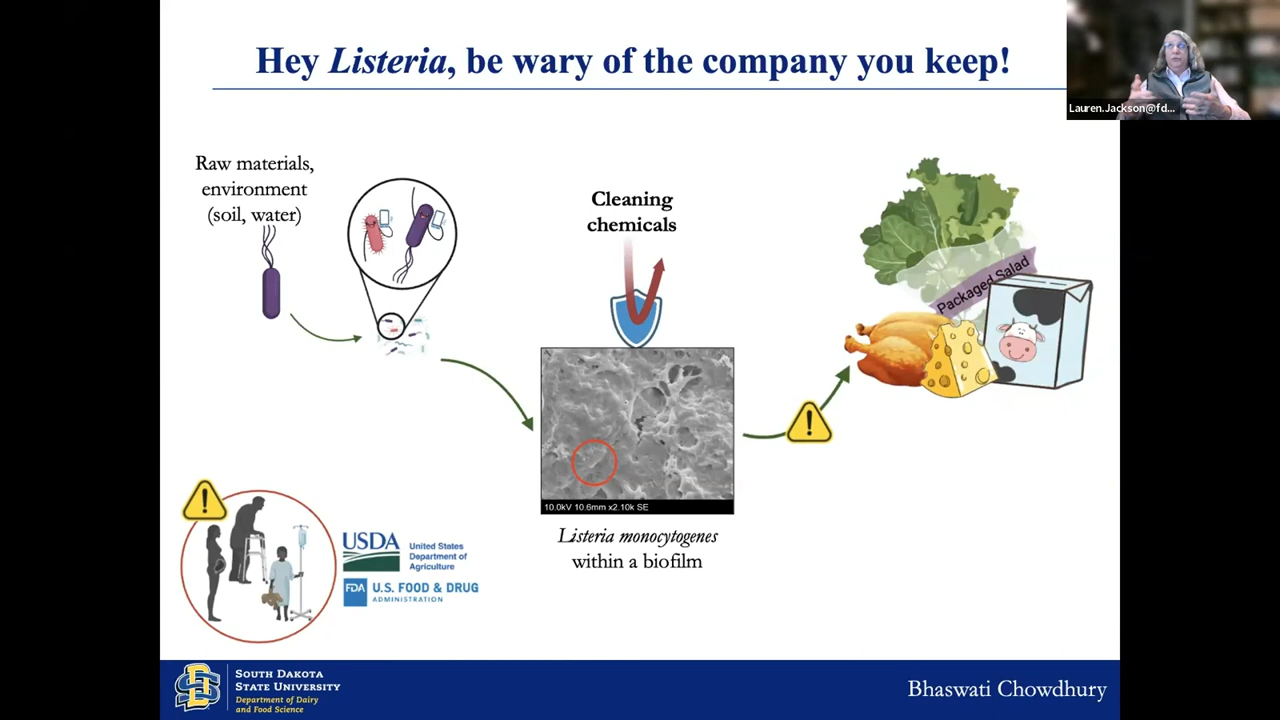 Hey Listeria, be wary of the company you keep!
Lauren.Jackson@fd...
Raw materials,
environment
(soil, water)
Cleaning
chemicals
Packaged Salad
10.0kV 10.6mm x2.10k SE
Listeria monocytogenes
within a biofilm
USDA
United States
Department of
Agriculture
FDA
U.S. FOOD & DRUG
ADMINISTRATION
SOUTH DAKOTA
STATE UNIVERSITY
Department of Dairy
and Food Science
Bhaswati Chowdhury